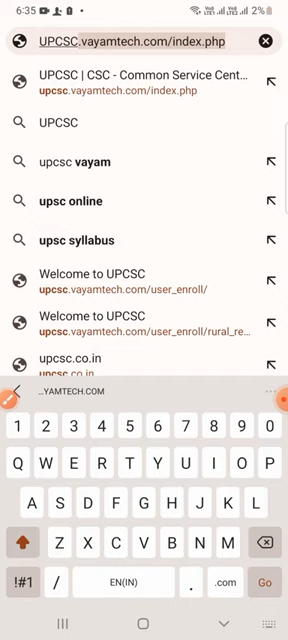 6:35 2%
UPCSC.vayamtech.com/index.php
UPCSC | CSC - Common Service Cent...
upcsc.vayamtech.com/index.php
UPCSC
upcsc vayam
upsc online
upsc syllabus
Welcome to UPCSC
upcsc.vayamtech.com/user_enroll/
Welcome to UPCSC
upcsc.vayamtech.com/user_enroll/rural_re...
upcsc.co.in
upcsc.co.in
...YAMTECH.COM
1 2 3 4 5 6 7 8 9 0
Q W E R T Y U I O P
A S D F G H J K L
Z X C V B N M
!#1 / EN(IN) . .com Go